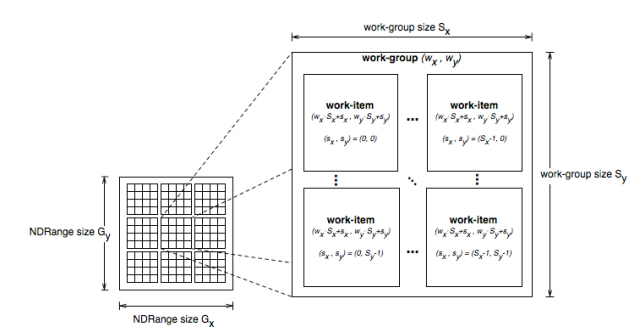 work-group size Sx
work-group (wx , wy)
work-item
(wx Sx+sx , wy Sy+sy)
(sx , sy) = (0, 0)
...
work-item
(wx Sx+sx , wy Sy+sy)
(sx , sy) = (Sx-1, 0)
work-group size Sy
work-item
(wx Sx+sx , wy Sy+sy)
(sx , sy) = (0, Sy-1)
...
work-item
(wx Sx+sx , wy Sy+sy)
(sx , sy) = (Sx-1, Sy-1)
NDRange size Gy
NDRange size Gx